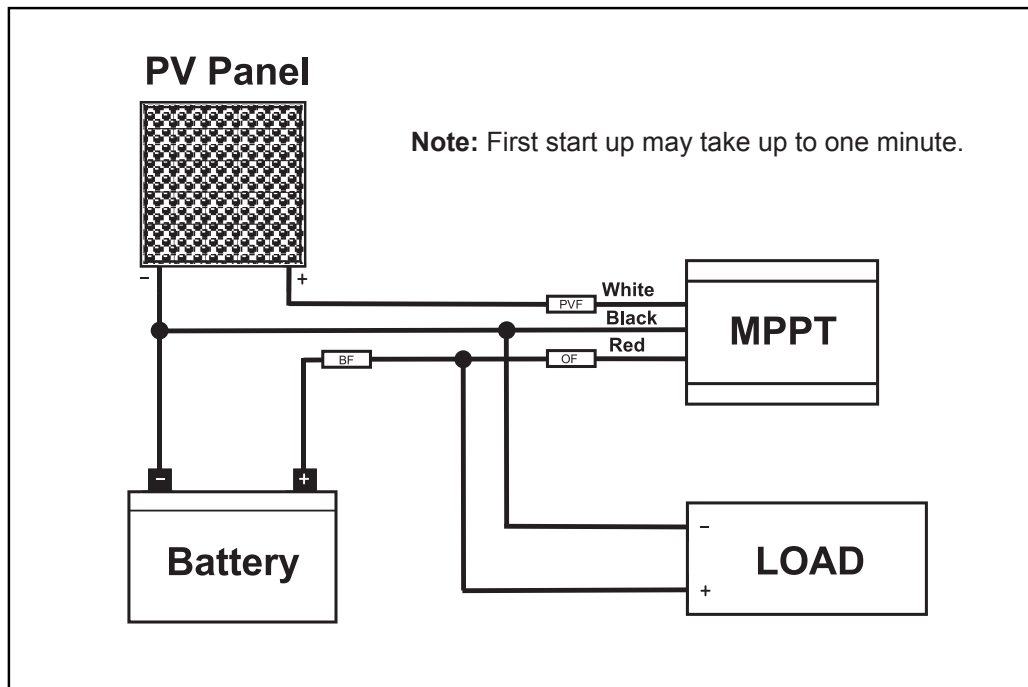 PV Panel
Note: First start up may take up to one minute.
− +
PVF White
Black
Red
BF OF
MPPT
− +
Battery
−
LOAD
+